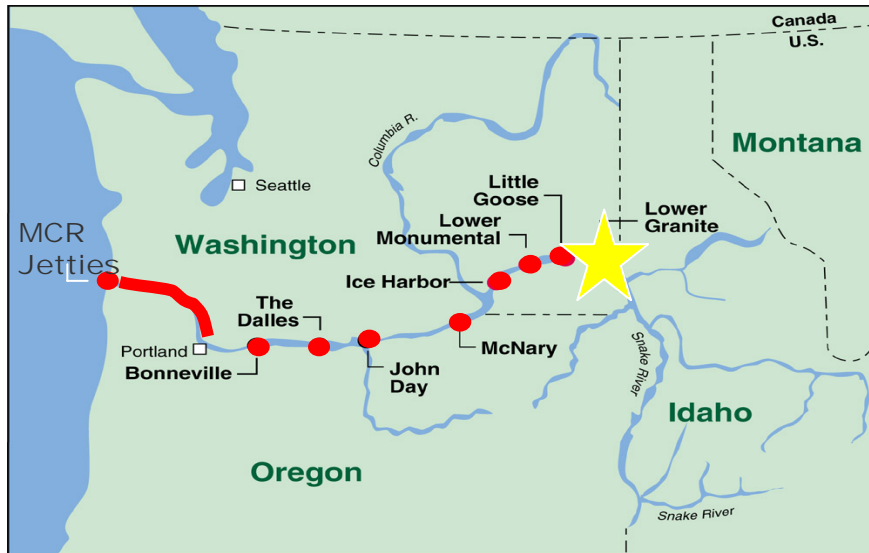 Canada
U.S.
Columbia R.
Montana
Seattle
Little
Goose
Lower
Granite
Lower
Monumental
MCR
Jetties
Washington
Ice Harbor
The
Dalles
Portland
Bonneville
John
Day
McNary
Snake River
Idaho
Oregon
Snake River